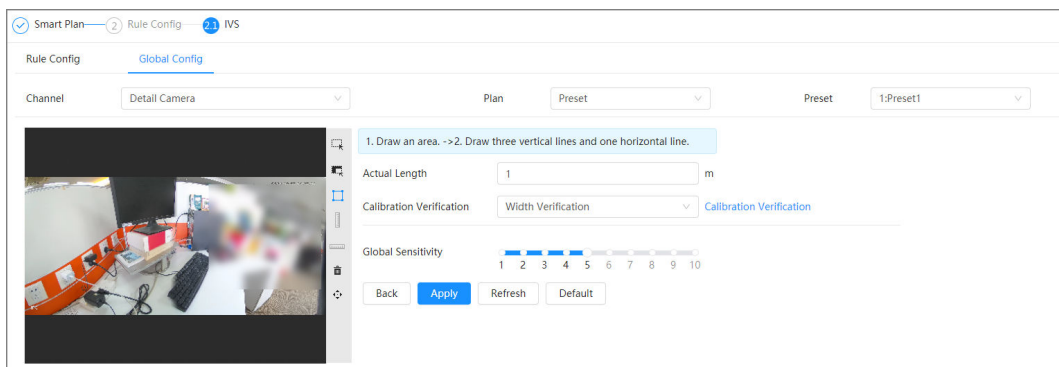 Smart Plan 2 Rule Config 2.1 IVS
Rule Config Global Config
Channel Detail Camera Plan Preset Preset 1:Preset1
1. Draw an area. ->2. Draw three vertical lines and one horizontal line.
Actual Length 1 m
Calibration Verification Width Verification Calibration Verification
Global Sensitivity
1 2 3 4 5 6 7 8 9 10
Back Apply Refresh Default